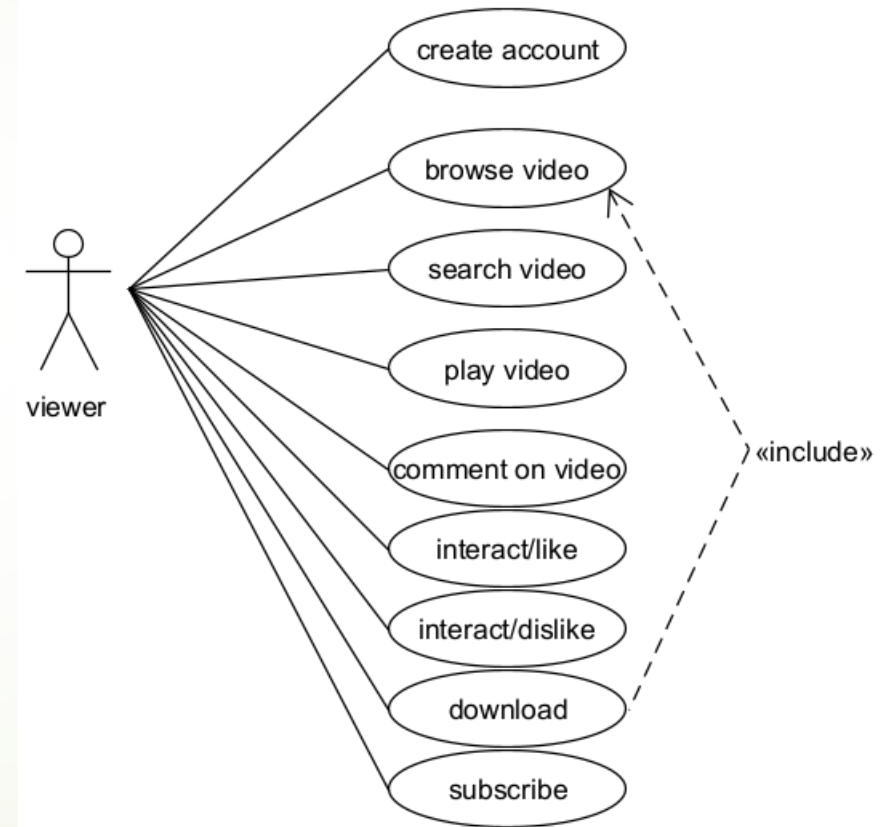 create account
browse video
search video
play video
viewer
comment on video
«include»
interact/like
interact/dislike
download
subscribe